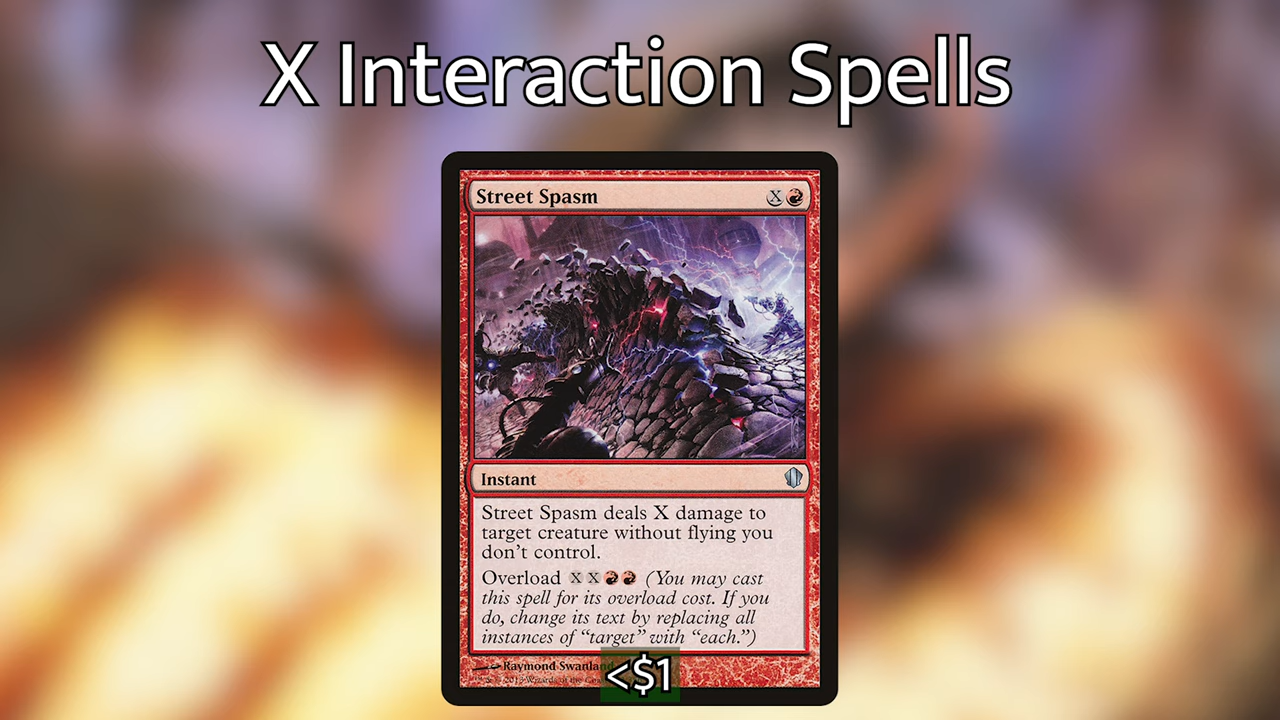 X Interaction Spells
Street Spasm X
Instant
Street Spasm deals X damage to
target creature without flying you
don't control.
Overload X X (You may cast
this spell for its overload cost. If you
do, change its text by replacing all
instances of "target" with "each.")
Raymond Swanland
<$1